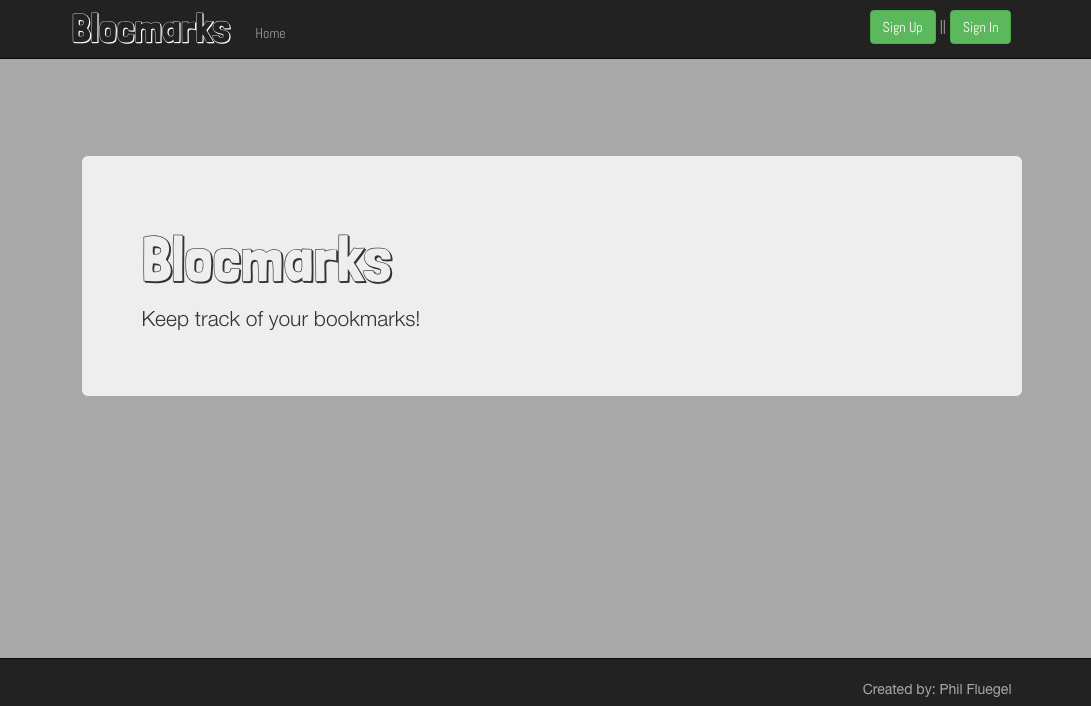 Blocmarks Home Sign Up || Sign In
Blocmarks
Keep track of your bookmarks!
Created by: Phil Fluegel